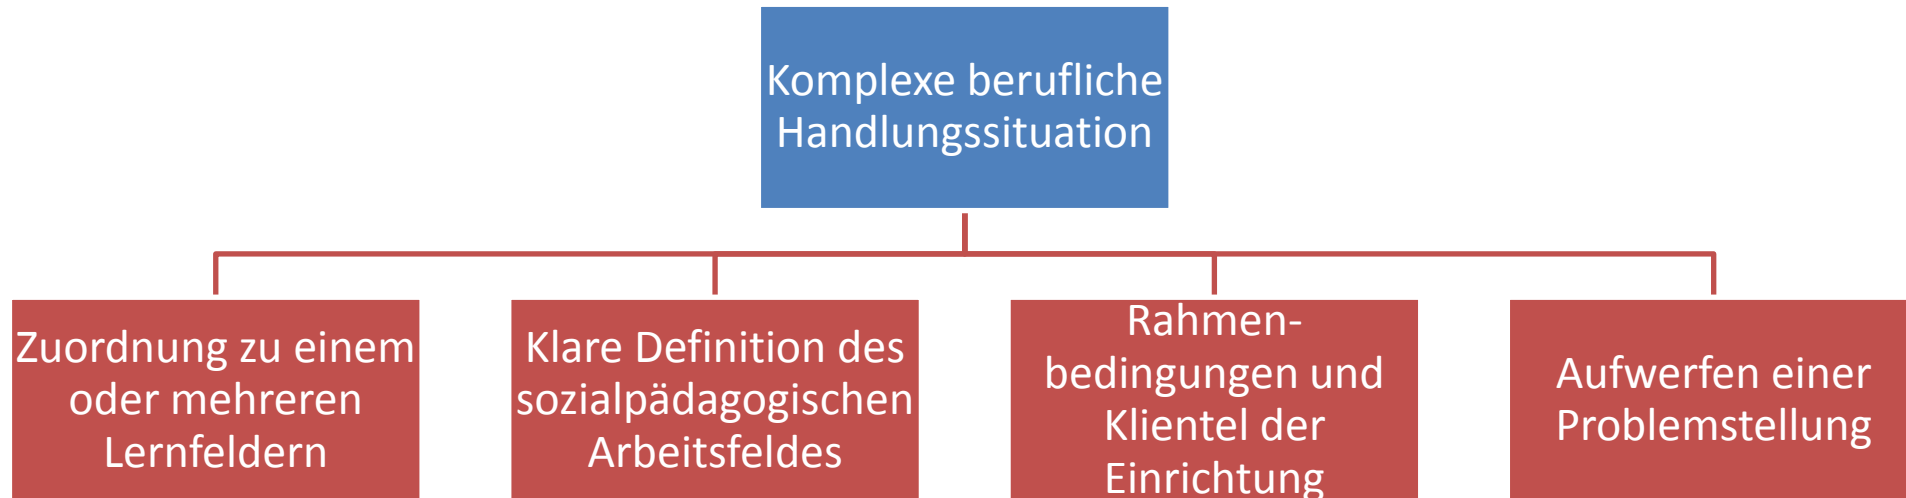 Komplexe berufliche
Handlungssituation
Zuordnung zu einem
oder mehreren
Lernfeldern
Klare Definition des
sozialpädagogischen
Arbeitsfeldes
Rahmen-
bedingungen und
Klientel der
Einrichtung
Aufwerfen einer
Problemstellung